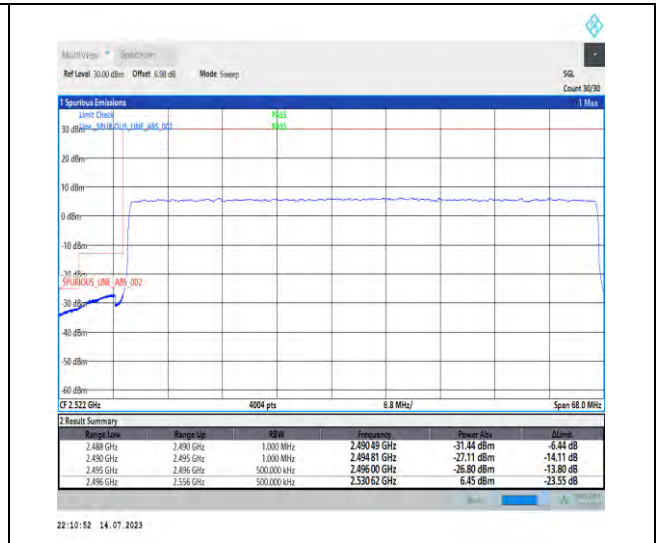 MultiView Spectrum
Ref Level 30.00 dBm Offset 6.98 dB Mode Sweep SGL
Count 30/30
1 Spurious Emissions 1 Max
Limit Check PASS
30 dBm Line _SPURIOUS_LINE_ABS_002 PASS
20 dBm
10 dBm
0 dBm
-10 dBm
-20 dBm
SPURIOUS_LINE_ABS_002
-30 dBm
-40 dBm
-50 dBm
-60 dBm
CF 2.522 GHz 4004 pts 6.8 MHz/ Span 68.0 MHz
2 Result Summary
Range Low Range Up RBW Frequency Power Abs ΔLimit
2.488 GHz 2.490 GHz 1.000 MHz 2.490 49 GHz -31.44 dBm -6.44 dB
2.490 GHz 2.495 GHz 1.000 MHz 2.494 81 GHz -27.11 dBm -14.11 dB
2.495 GHz 2.496 GHz 500.000 kHz 2.496 00 GHz -26.80 dBm -13.80 dB
2.496 GHz 2.556 GHz 500.000 kHz 2.530 62 GHz 6.45 dBm -23.55 dB
22:10:52 14.07.2023